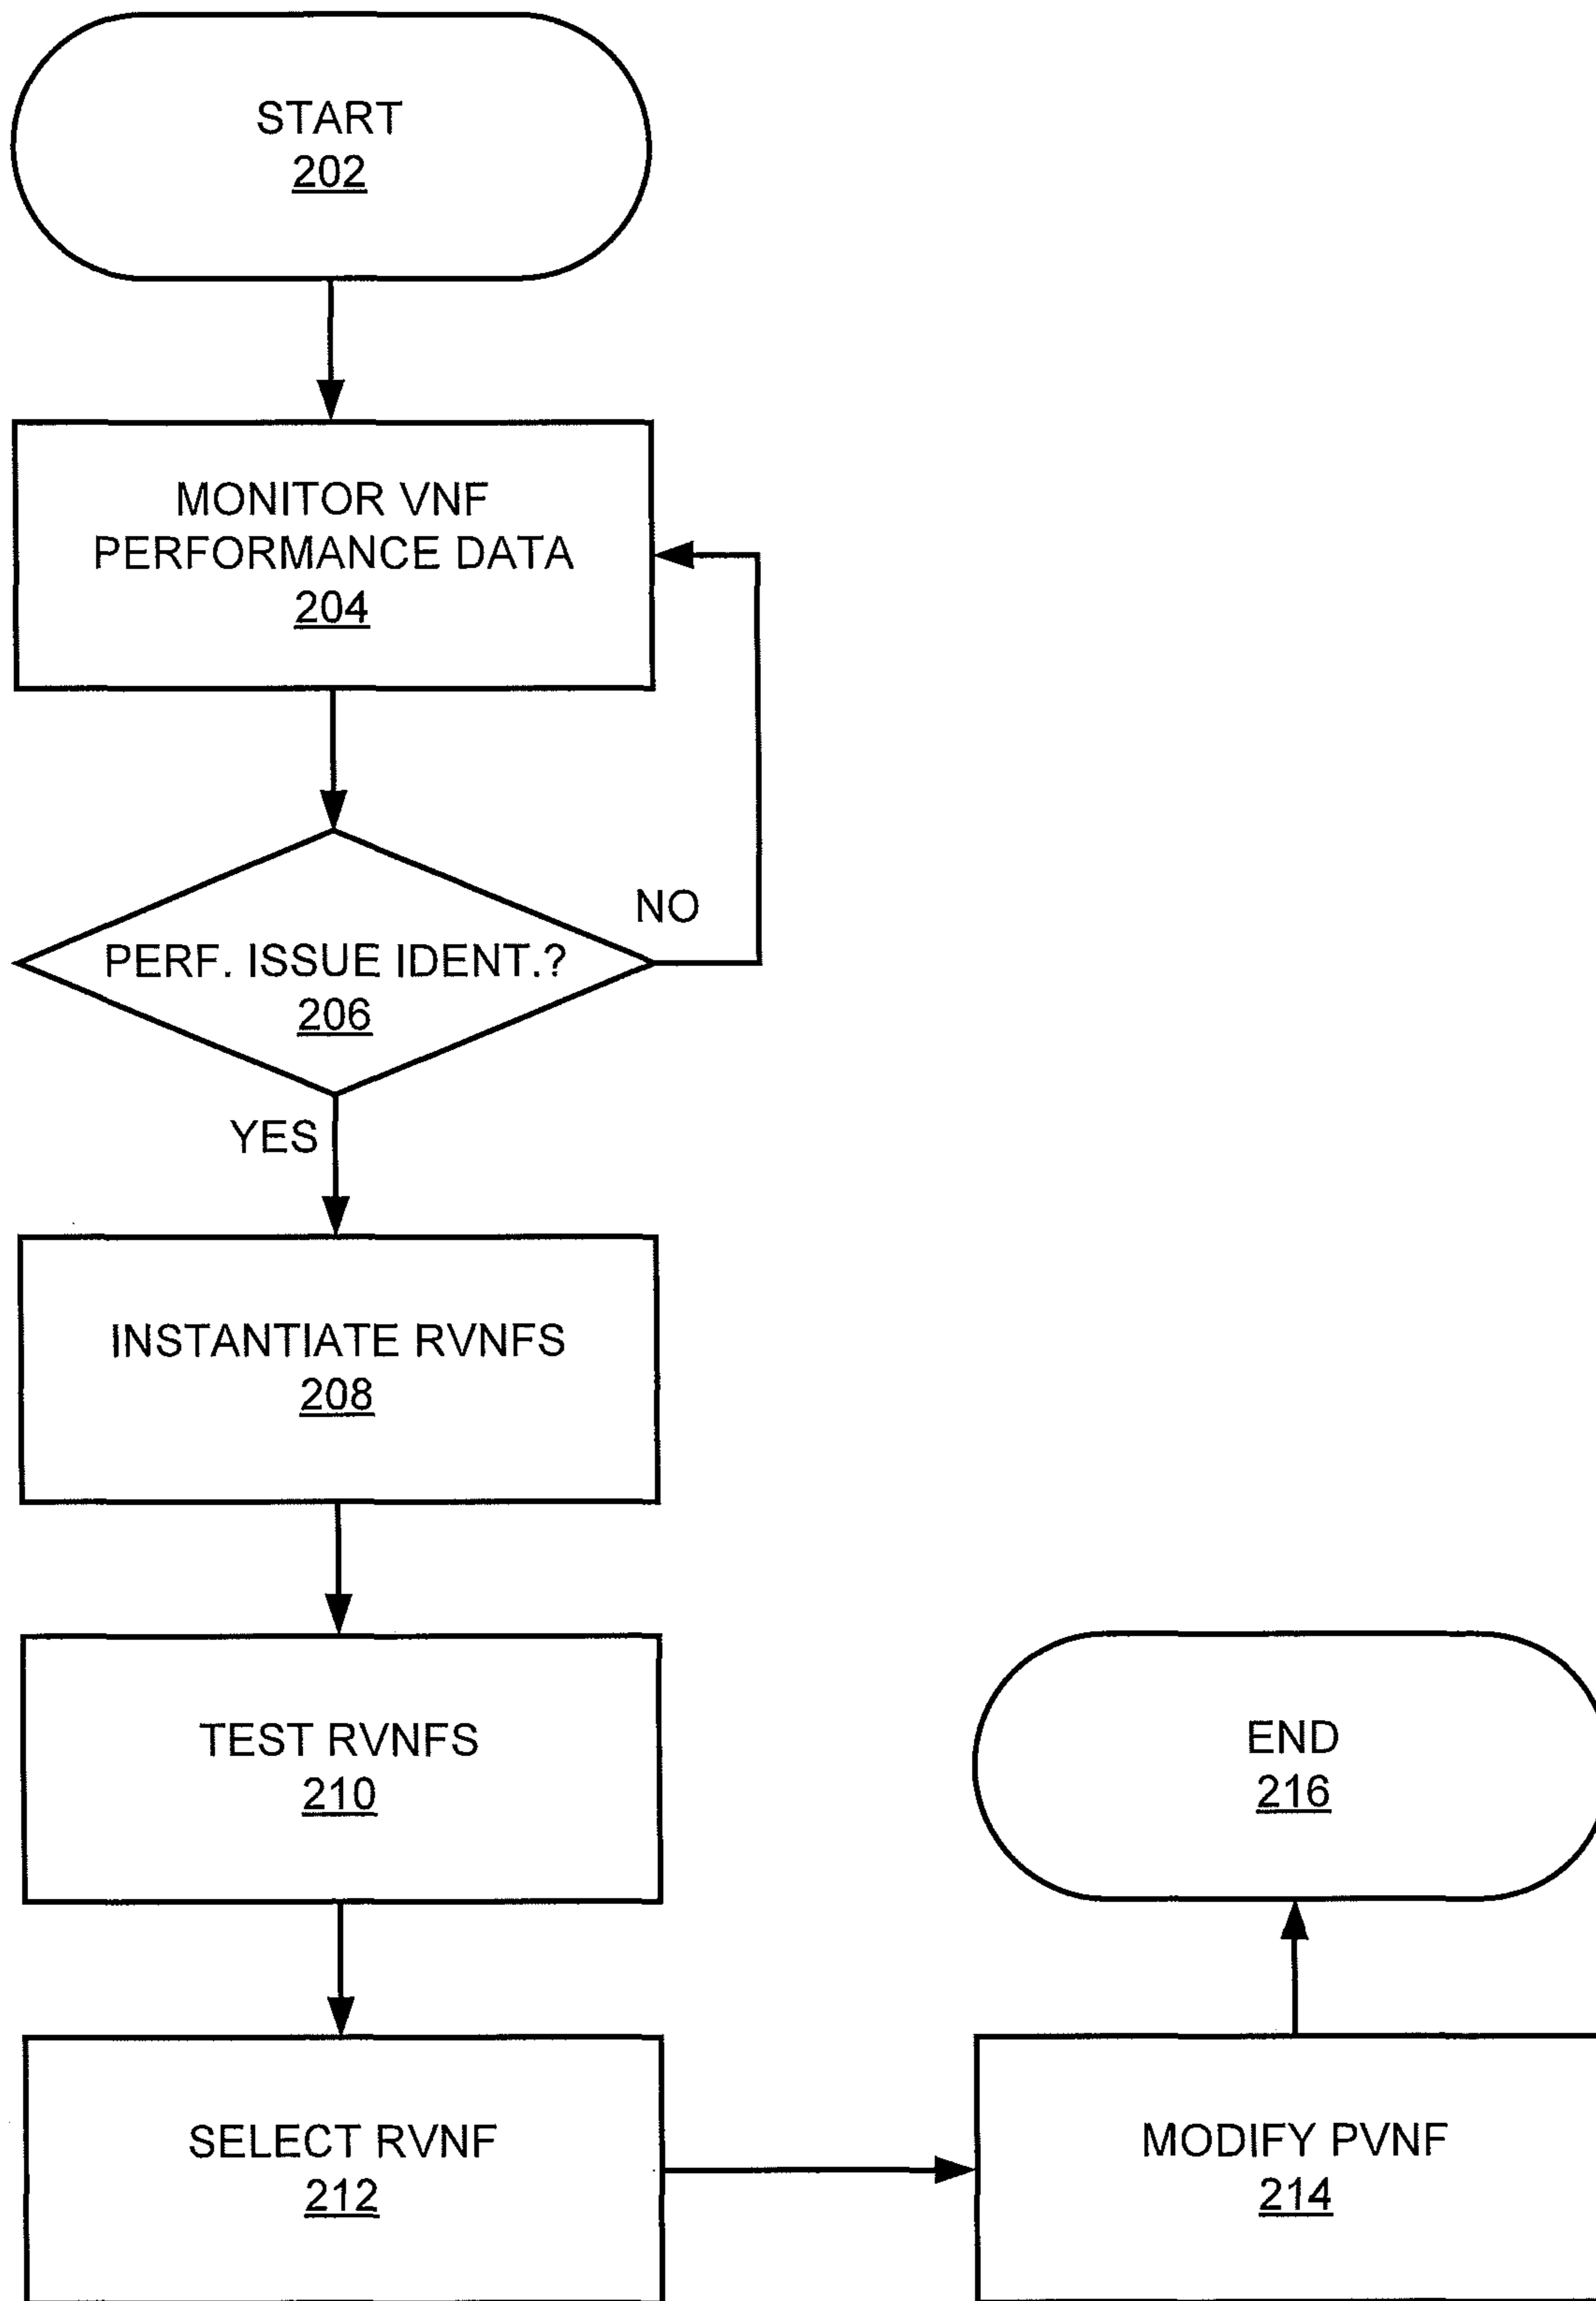 START
202
MONITOR VNF
PERFORMANCE DATA
204
NO
PERF. ISSUE IDENT.?
206
YES
INSTANTIATE RVNFS
208
TEST RVNFS
210
END
216
SELECT RVNF
212
MODIFY PVNF
214